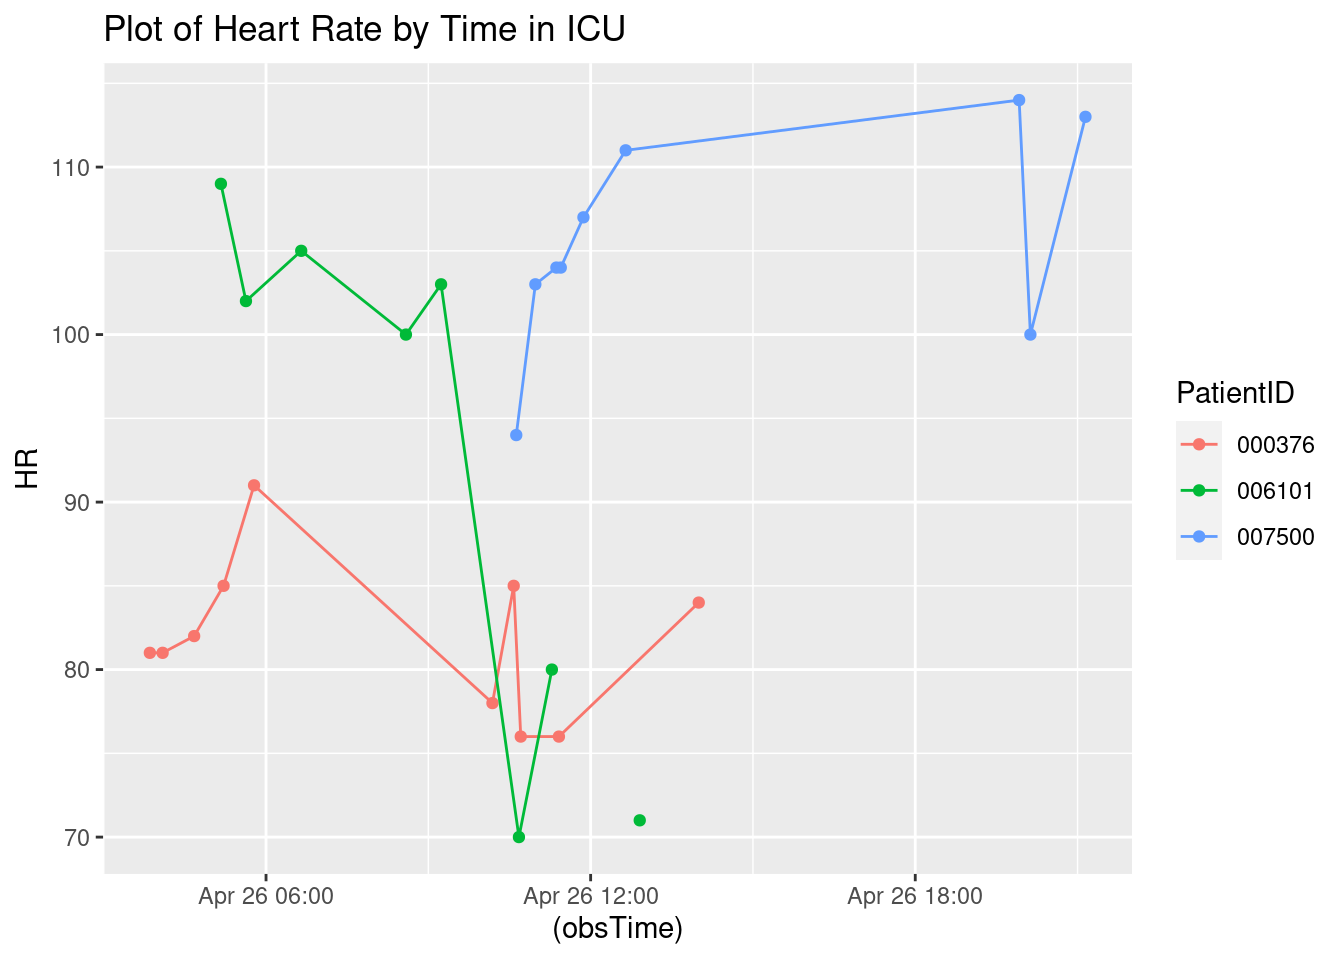 Plot of Heart Rate by Time in ICU
110
100
90
80
70
HR
Apr 26 06:00
Apr 26 12:00
Apr 26 18:00
(obsTime)
PatientID
000376
006101
007500